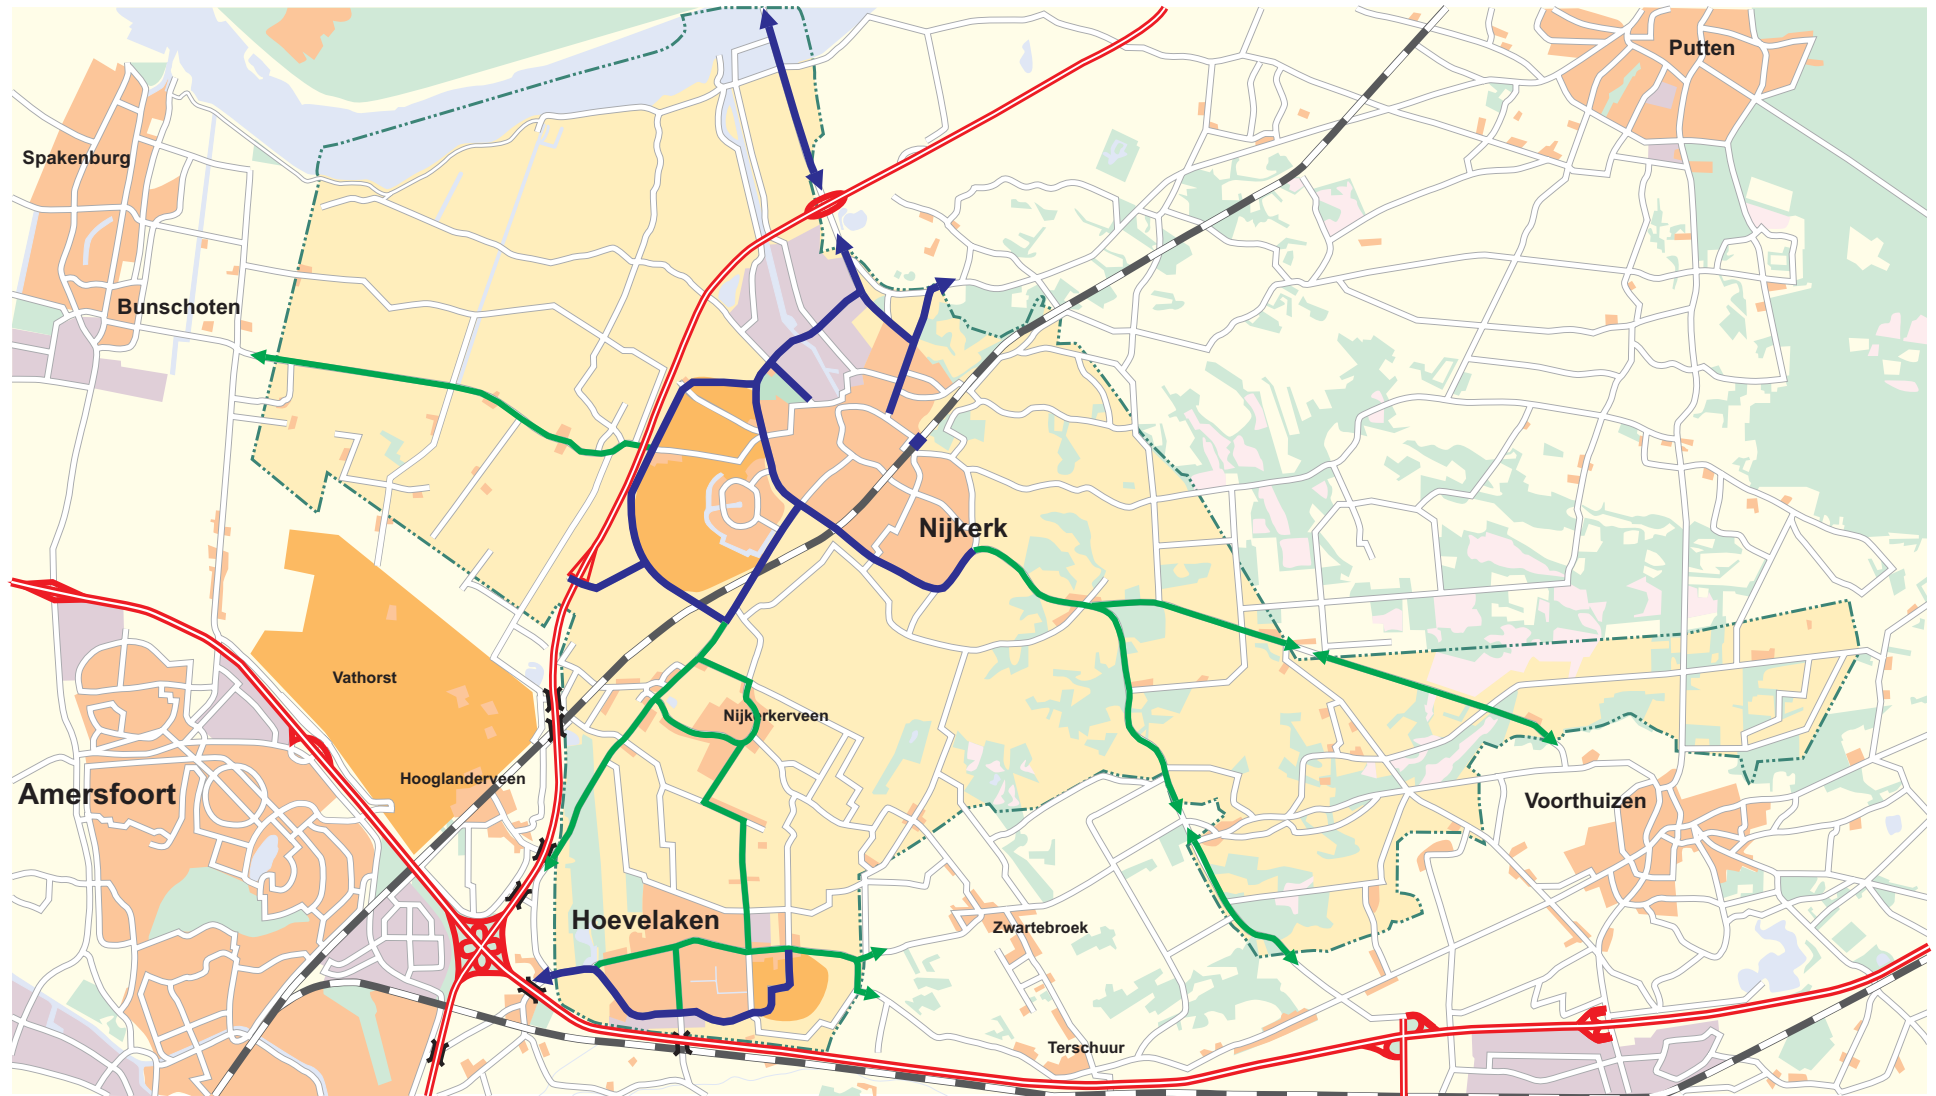 Putten
Spakenburg
Bunschoten
Nijkerk
Vathorst
Nijkerkerveen
Hooglanderveen
Amersfoort
Voorthuizen
Hoevelaken
Zwartebroek
Terschuur